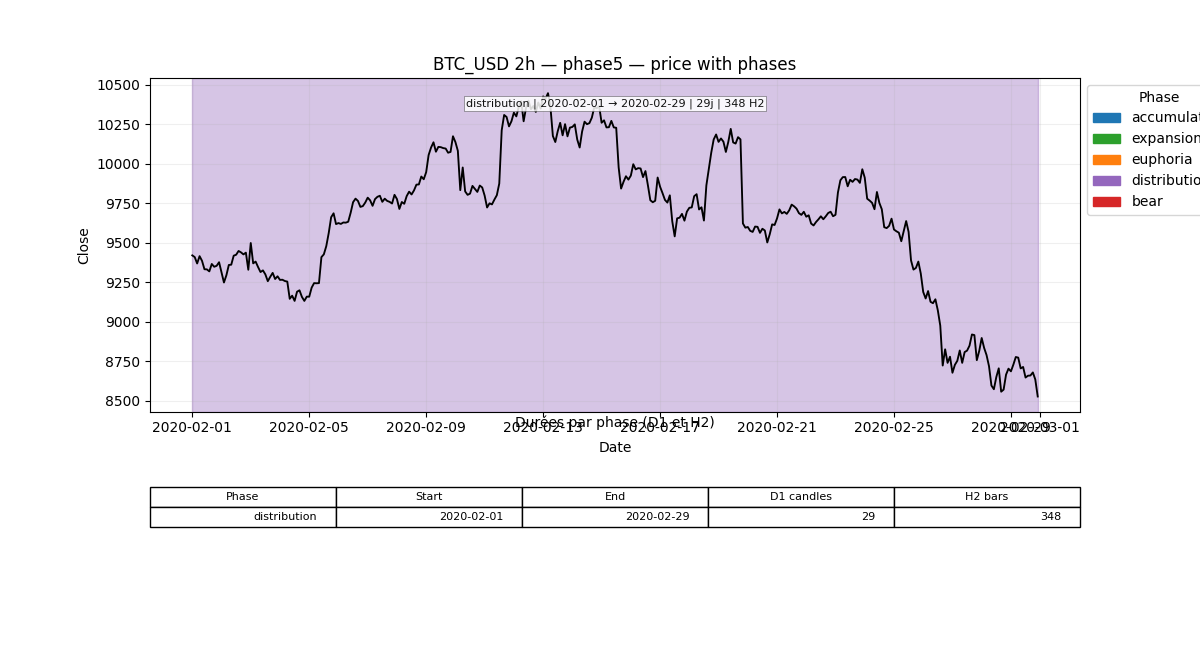 BTC_USD 2h — phase5 — price with phases
10500
10250
10000
9750
9500
9250
9000
8750
8500
Close
distribution | 2020-02-01 → 2020-02-29 | 29j | 348 H2
Phase
accumulat
expansion
euphoria
distributio
bear
Durées par phase (D1 et H2)
2020-02-01 2020-02-05 2020-02-09 2020-02-13 2020-02-17 2020-02-21 2020-02-25 2020-02-29 2020-03-01
Date
Phase Start End D1 candles H2 bars
distribution 2020-02-01 2020-02-29 29 348